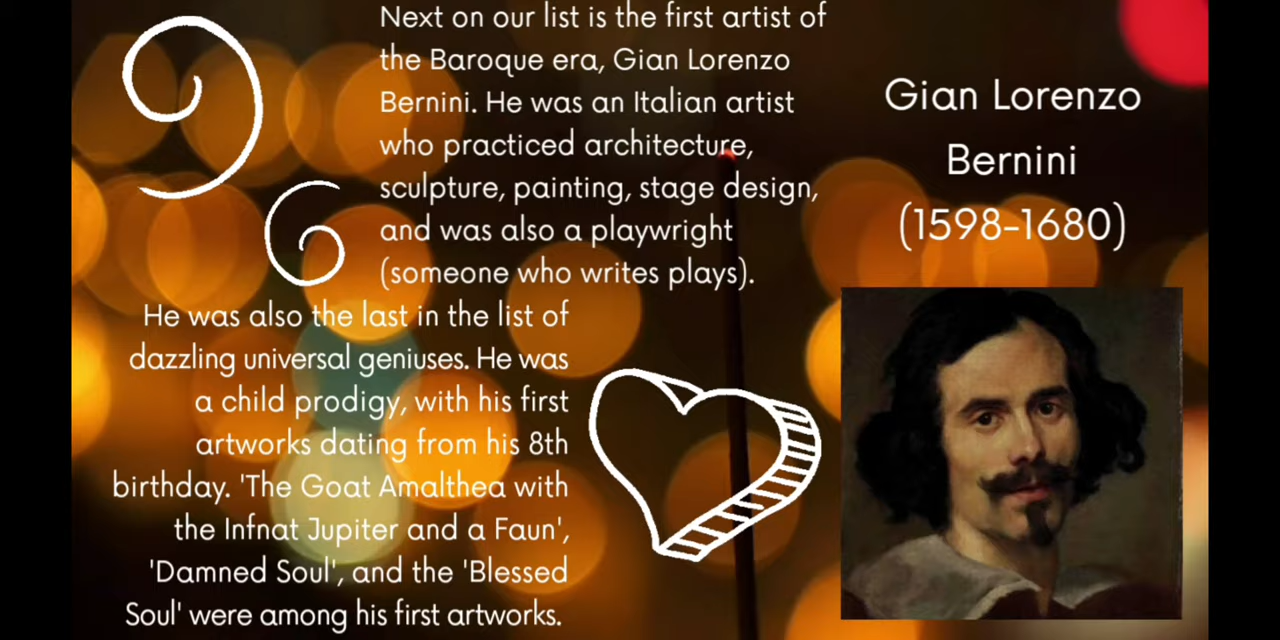 Next on our list is the first artist of
the Baroque era, Gian Lorenzo
Bernini. He was an Italian artist
who practiced architecture,
sculpture, painting, stage design,
and was also a playwright
(someone who writes plays).
He was also the last in the list of
dazzling universal geniuses. He was
a child prodigy, with his first
artworks dating from his 8th
birthday. 'The Goat Amalthea with
the Infnat Jupiter and a Faun',
'Damned Soul', and the 'Blessed
Soul' were among his first artworks.
Gian Lorenzo
Bernini
(1598-1680)